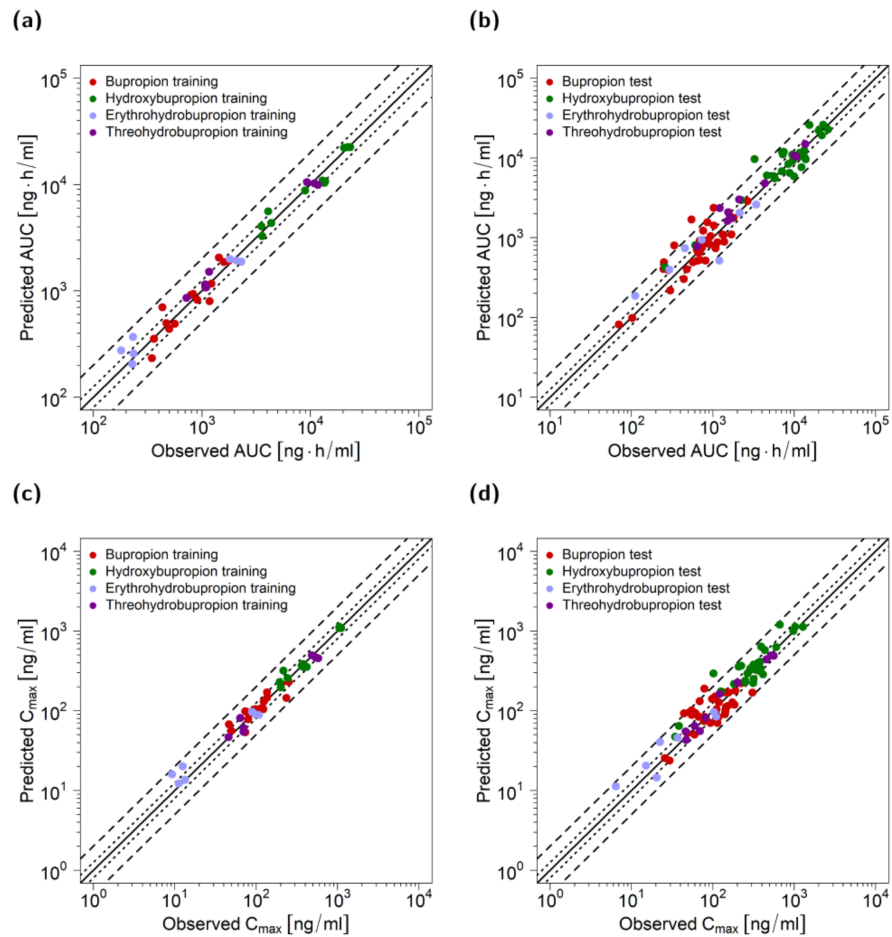 (a)
Predicted AUC [ng·h/ml]
10⁵
10⁴
10³
10²
Bupropion training
Hydroxybupropion training
Erythrohydrobupropion training
Threohydrobupropion training
10² 10³ 10⁴ 10⁵
Observed AUC [ng·h/ml]
(b)
Predicted AUC [ng·h/ml]
10⁵
10⁴
10³
10²
10¹
Bupropion test
Hydroxybupropion test
Erythrohydrobupropion test
Threohydrobupropion test
10¹ 10² 10³ 10⁴ 10⁵
Observed AUC [ng·h/ml]
(c)
Predicted Cmax [ng/ml]
10⁴
10³
10²
10¹
10⁰
Bupropion training
Hydroxybupropion training
Erythrohydrobupropion training
Threohydrobupropion training
10⁰ 10¹ 10² 10³ 10⁴
Observed Cmax [ng/ml]
(d)
Predicted Cmax [ng/ml]
10⁴
10³
10²
10¹
10⁰
Bupropion test
Hydroxybupropion test
Erythrohydrobupropion test
Threohydrobupropion test
10⁰ 10¹ 10² 10³ 10⁴
Observed Cmax [ng/ml]